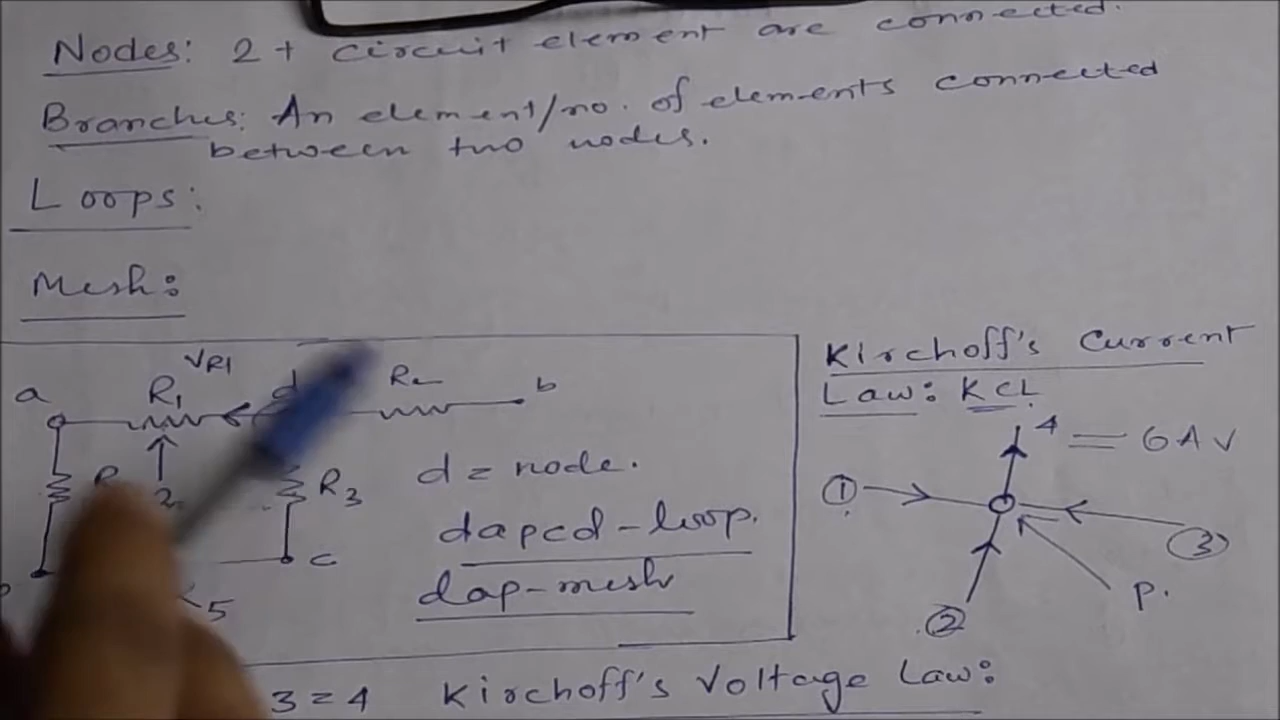 Nodes: 2+ circuit element are connected.
Branches: An element/no. of elements connected
between two nodes.
Loops:
Mesh:
VR1
a R1 d R2 b
R3
d = node.
dapcd-loop.
dap-mesh
c
5
Kirchoff's Current
Law: KCL
4 = 6AV
1
3
2
P.
3=4 Kirchoff's Voltage Law: